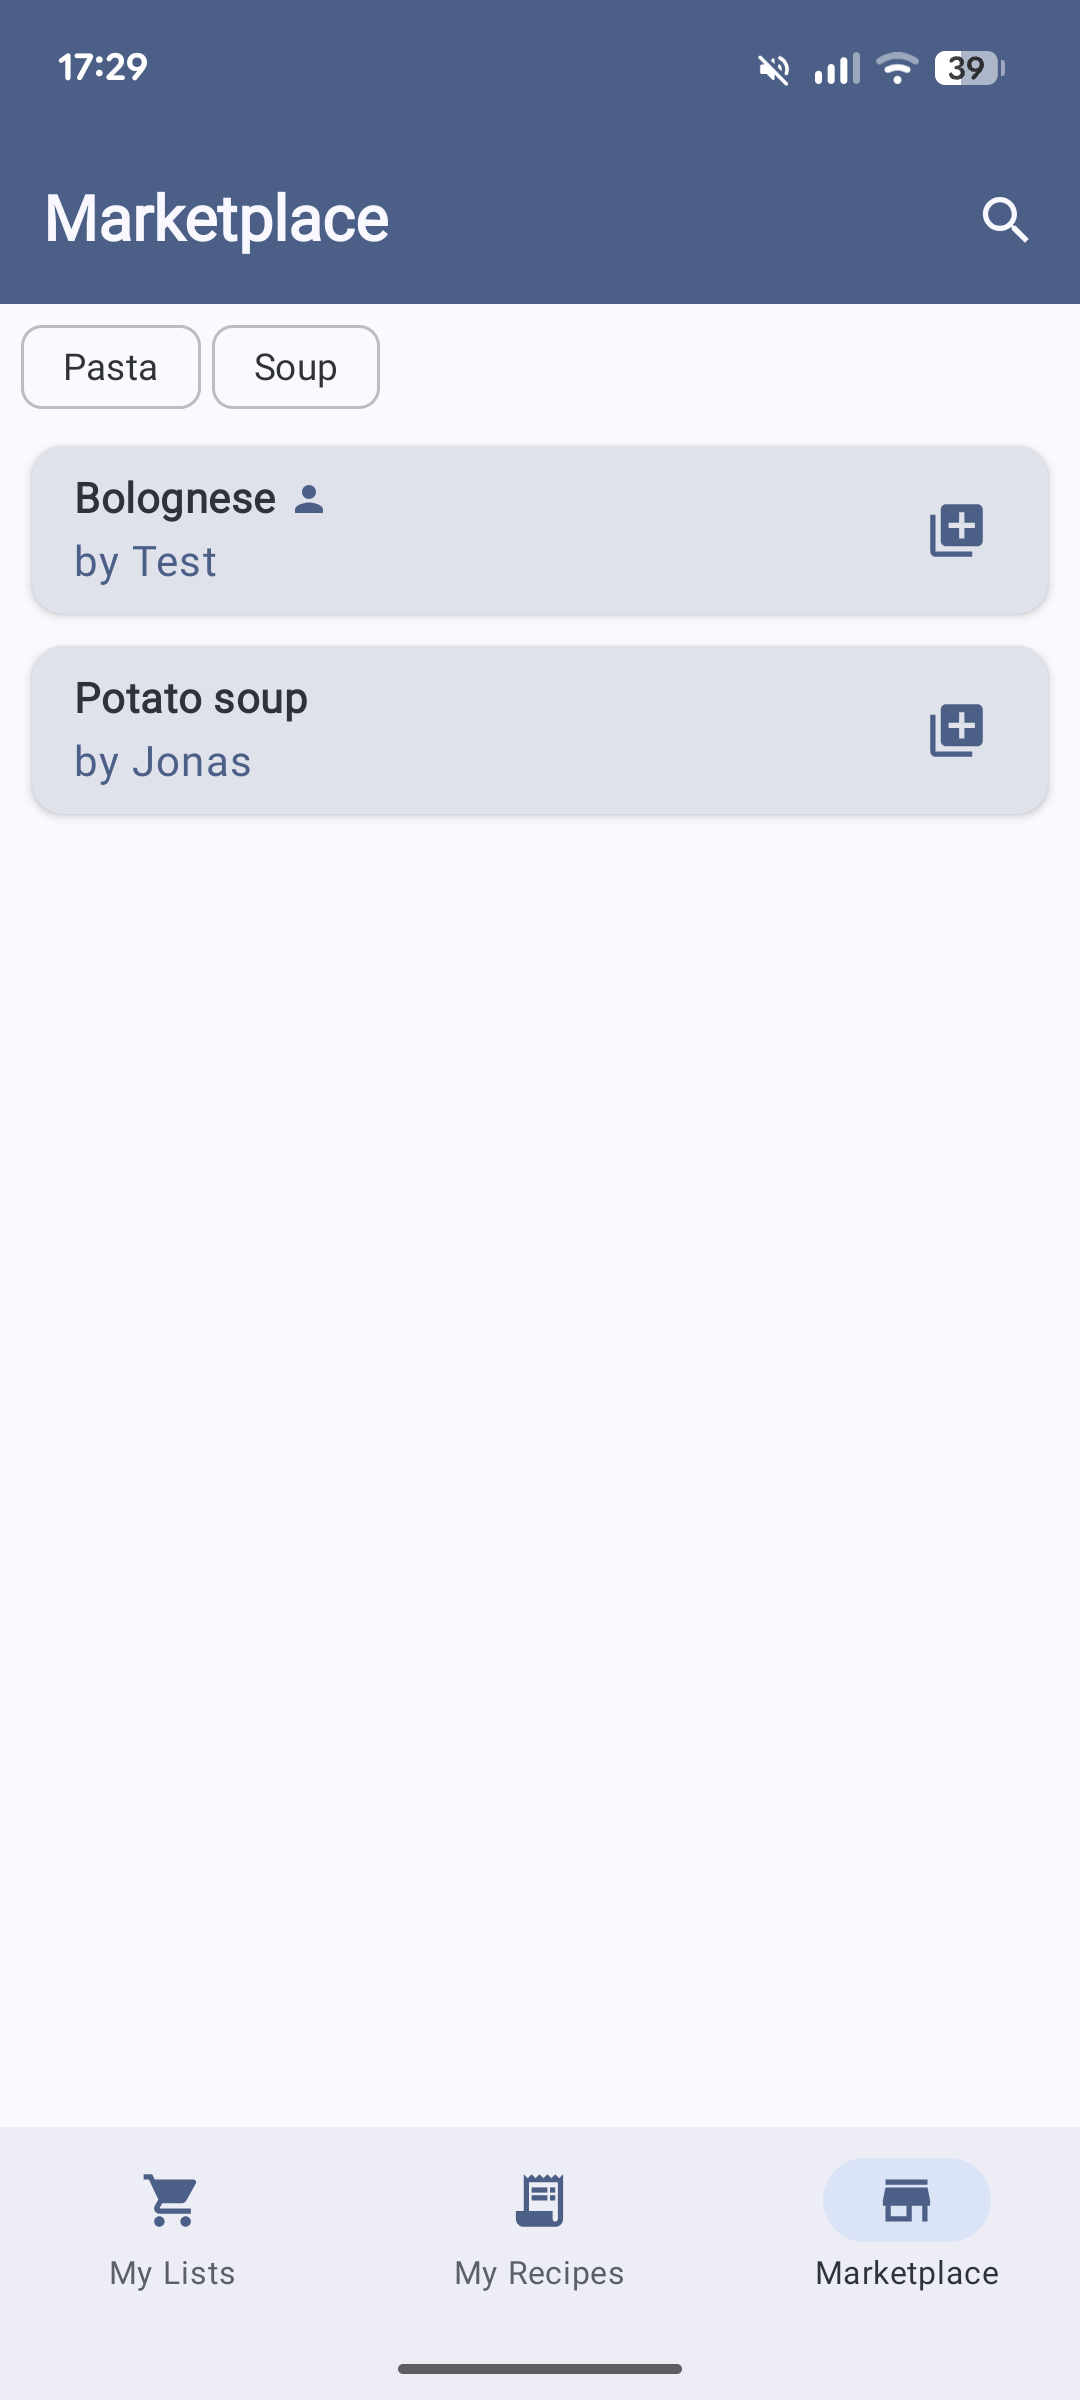 17:29
39
Marketplace
Pasta
Soup
Bolognese
by Test
Potato soup
by Jonas
My Lists
My Recipes
Marketplace